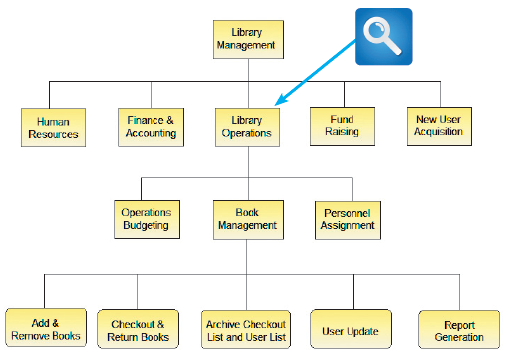 Library
Management
Human
Resources
Finance &
Accounting
Library
Operations
Fund
Raising
New User
Acquisition
Operations
Budgeting
Book
Management
Personnel
Assignment
Add &
Remove Books
Checkout &
Return Books
Archive Checkout
List and User List
User Update
Report
Generation